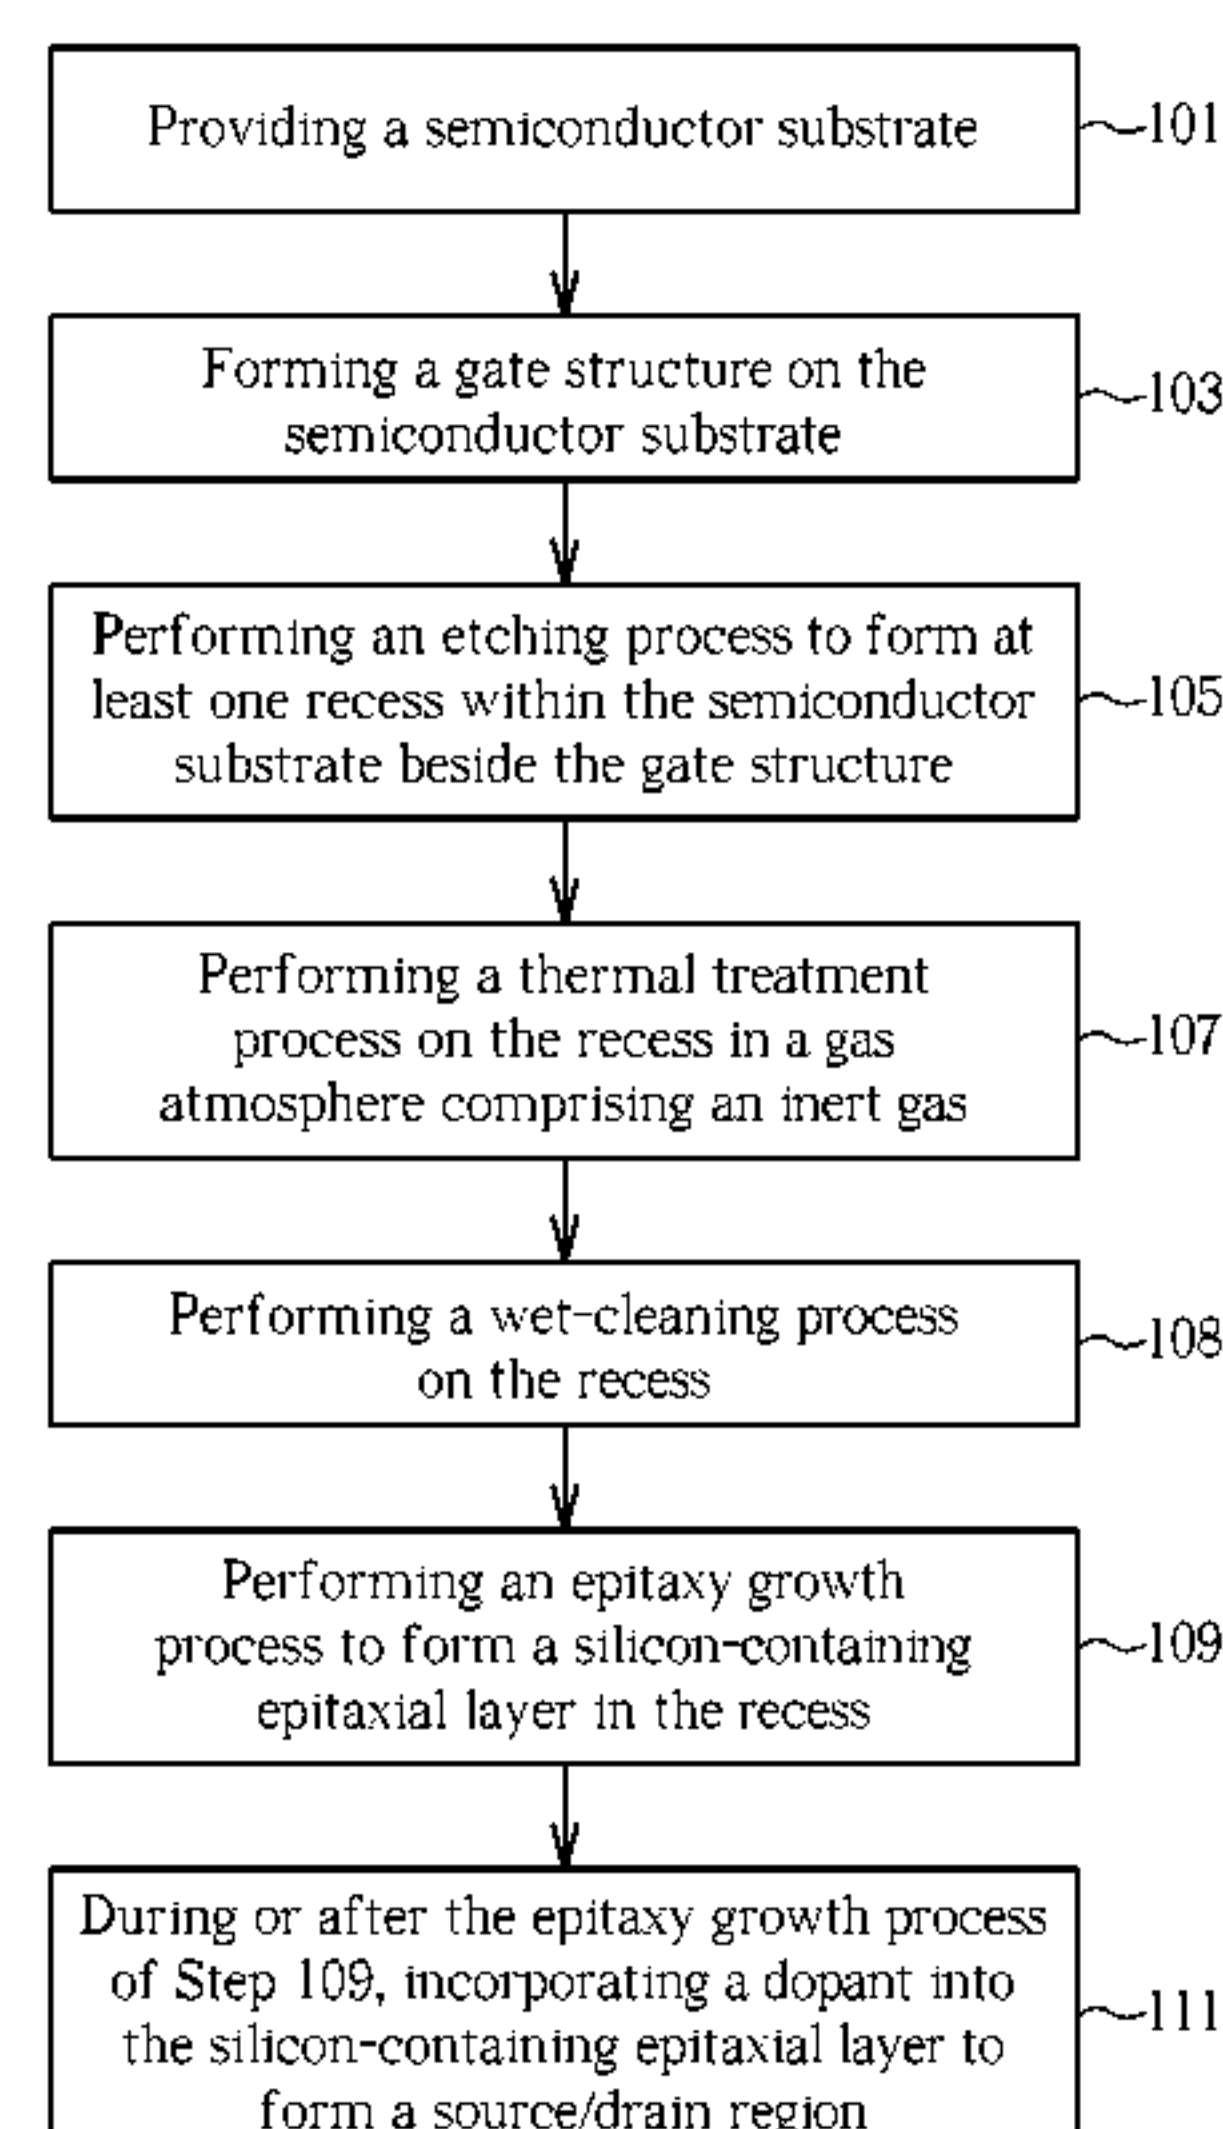 Providing a semiconductor substrate
101
Forming a gate structure on the
semiconductor substrate
103
Performing an etching process to form at
least one recess within the semiconductor
substrate beside the gate structure
105
Performing a thermal treatment
process on the recess in a gas
atmosphere comprising an inert gas
107
Performing a wet-cleaning process
on the recess
108
Performing an epitaxy growth
process to form a silicon-containing
epitaxial layer in the recess
109
During or after the epitaxy growth process
of Step 109, incorporating a dopant into
the silicon-containing epitaxial layer to
form a source/drain region
111